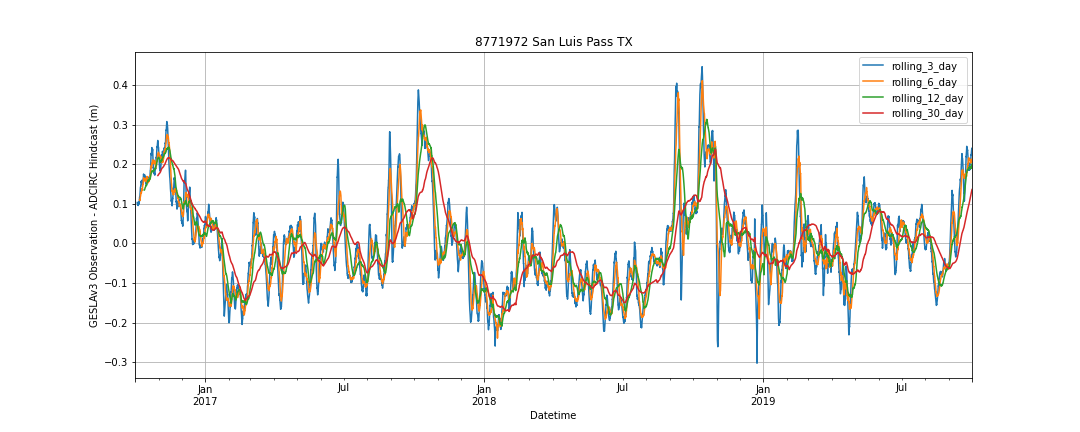 8771972 San Luis Pass TX
GESLAv3 Observation - ADCIRC Hindcast (m)
0.4
0.3
0.2
0.1
0.0
−0.1
−0.2
−0.3
rolling_3_day
rolling_6_day
rolling_12_day
rolling_30_day
Jan Jul Jan Jul Jan Jul
2017 2018 2019
Datetime